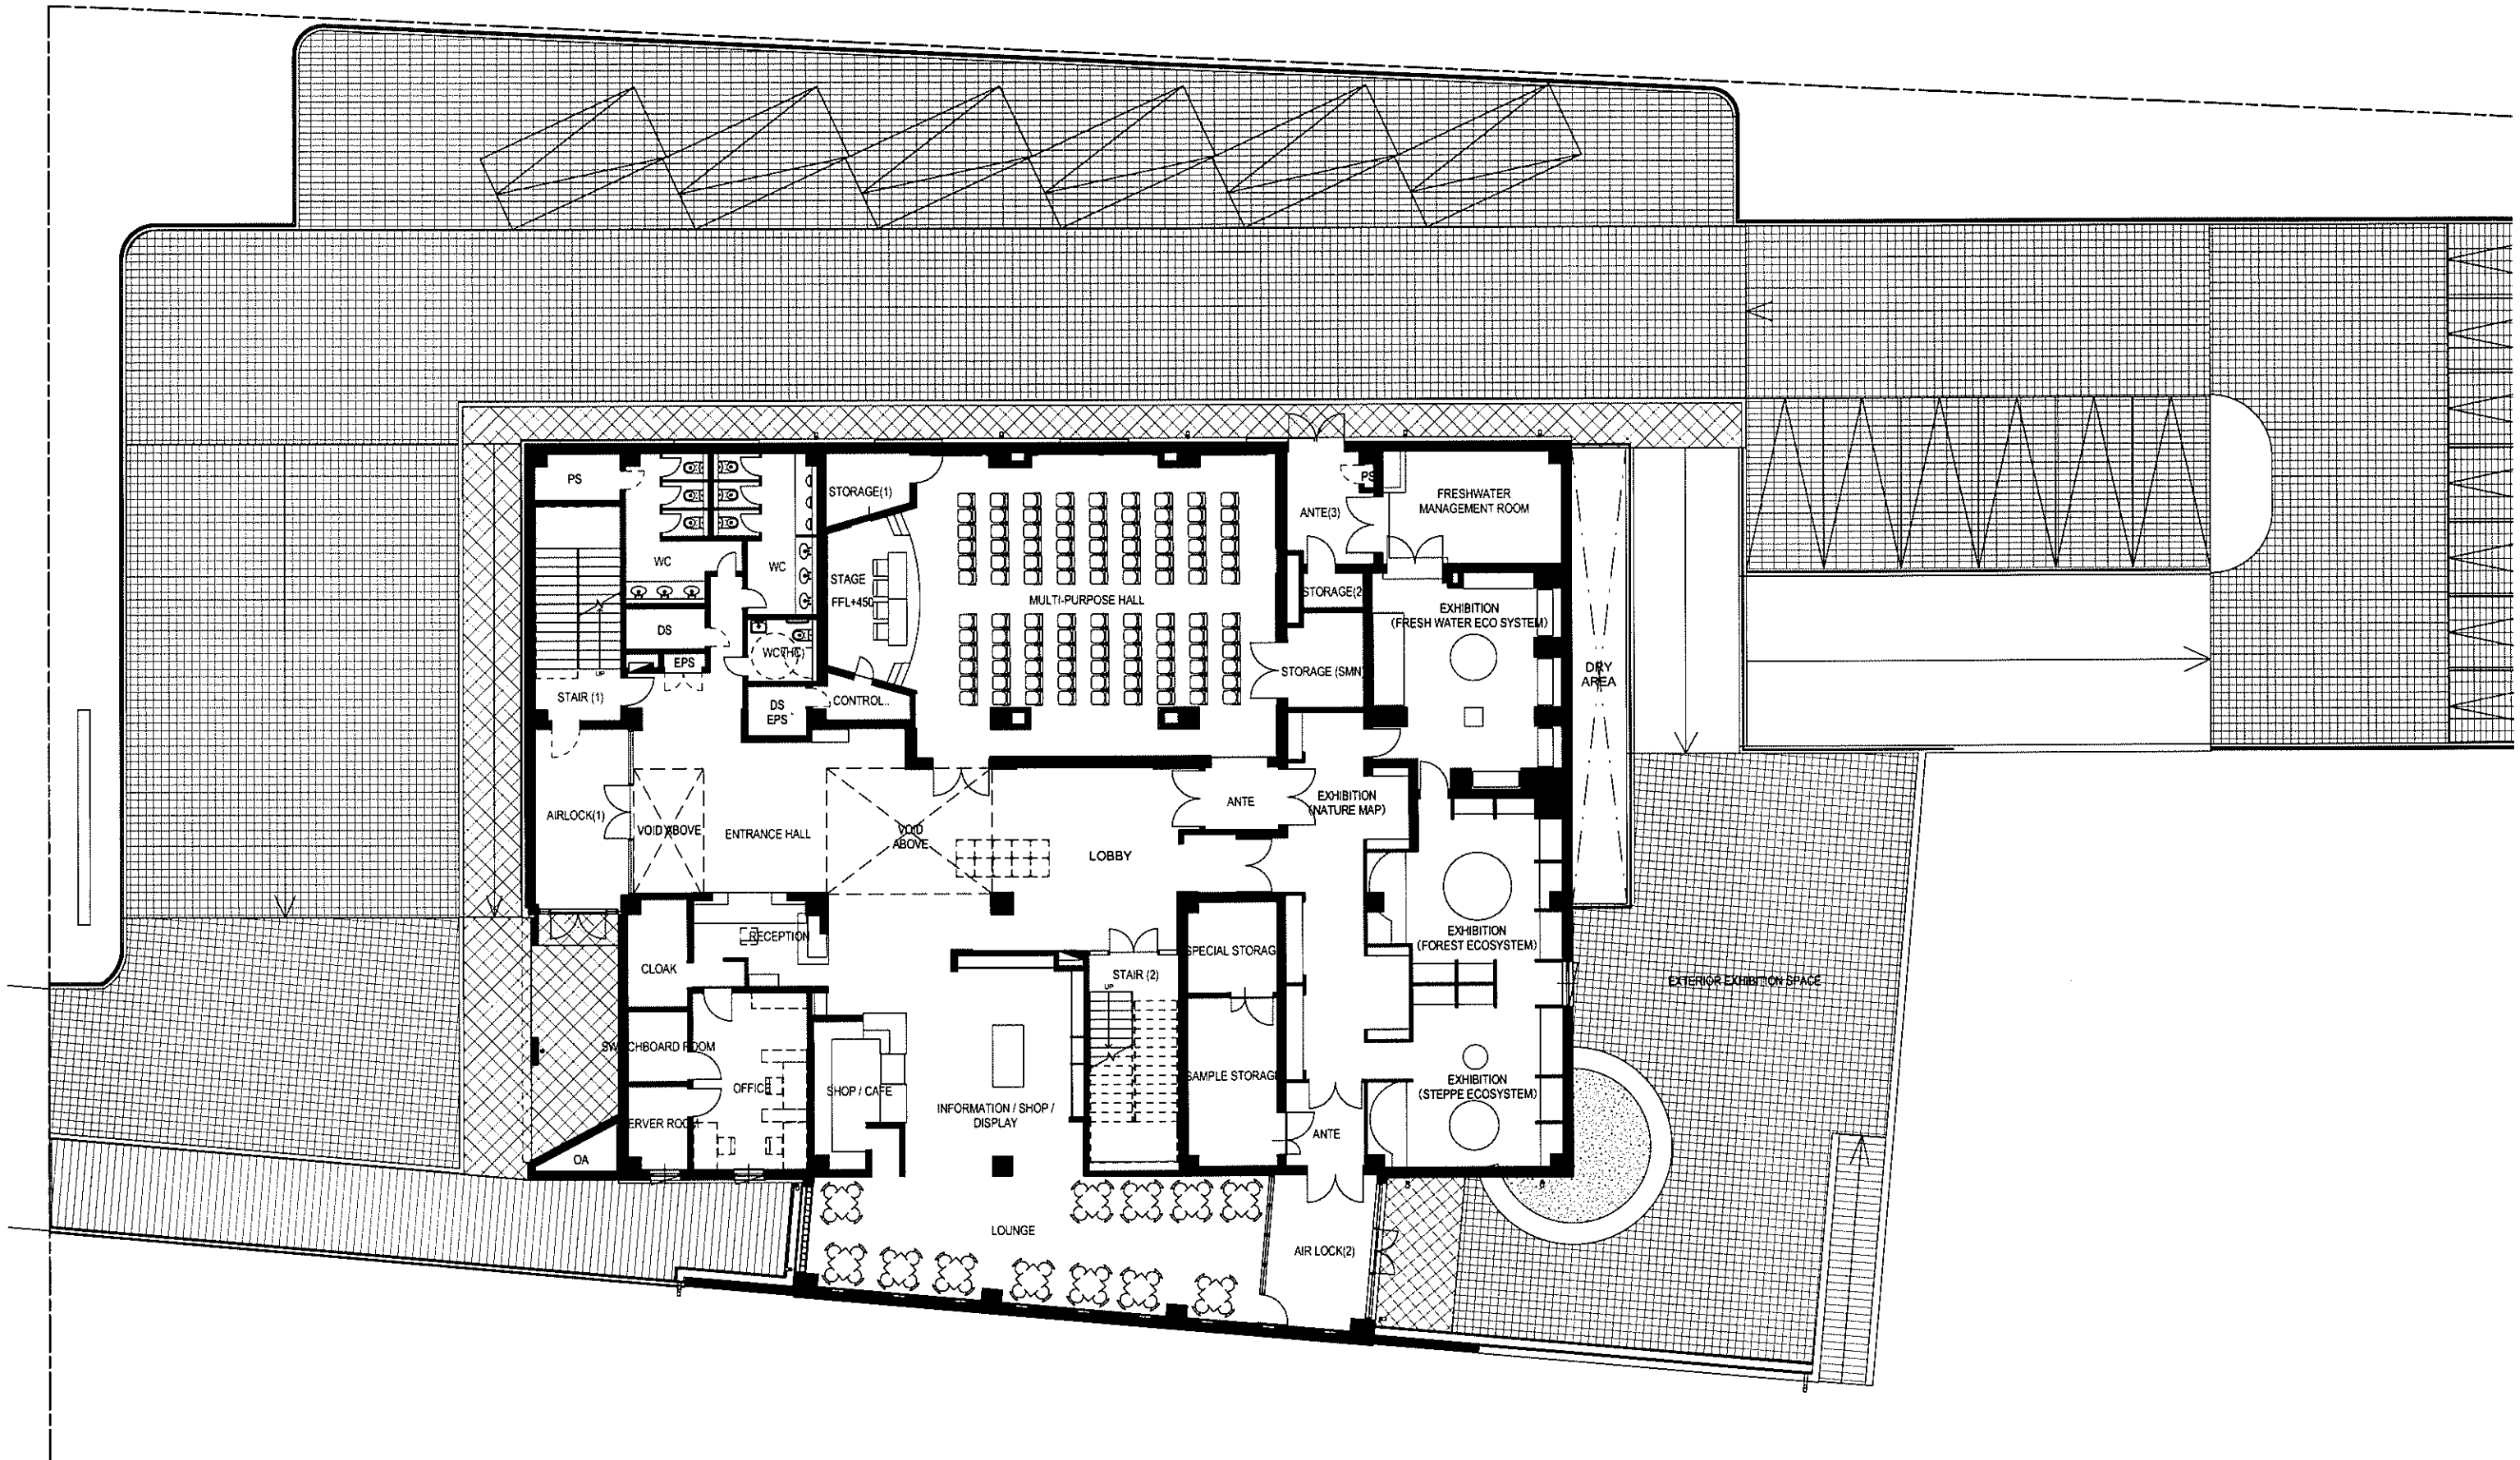 PS
STORAGE(1)
PS
FRESHWATER
MANAGEMENT ROOM
ANTE(3)
WC
WC
STAGE
FFL+450
MULTI-PURPOSE HALL
STORAGE(2
EXHIBITION
(FRESH WATER ECO SYSTEM)
DS
WC(HC)
EPS
UP
STAIR (1)
CONTROL..
DS
EPS
STORAGE (SMN)
DRY
AREA
AIRLOCK(1)
VOID ABOVE
ENTRANCE HALL
VOID
ABOVE
LOBBY
ANTE
EXHIBITION
(NATURE MAP)
RECEPTION
CLOAK
STAIR (2)
UP
SPECIAL STORAG
EXHIBITION
(FOREST ECOSYSTEM)
EXTERIOR EXHIBITION SPACE
SWITCHBOARD ROOM
OFFICE
SHOP / CAFE
INFORMATION / SHOP /
DISPLAY
SAMPLE STORAGE
EXHIBITION
(STEPPE ECOSYSTEM)
ERVER ROOM
ANTE
OA
LOUNGE
AIR LOCK(2)